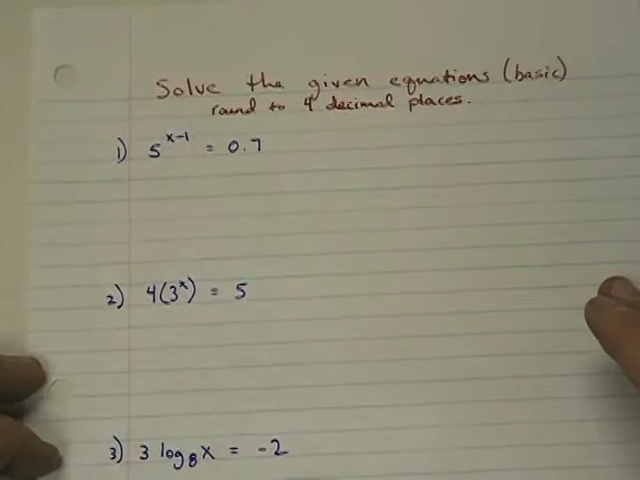 Solve the given equations (basic)
round to 4 decimal places.
1) 5^(x-1) = 0.7
2) 4(3^x) = 5
3) 3 log₈x = -2